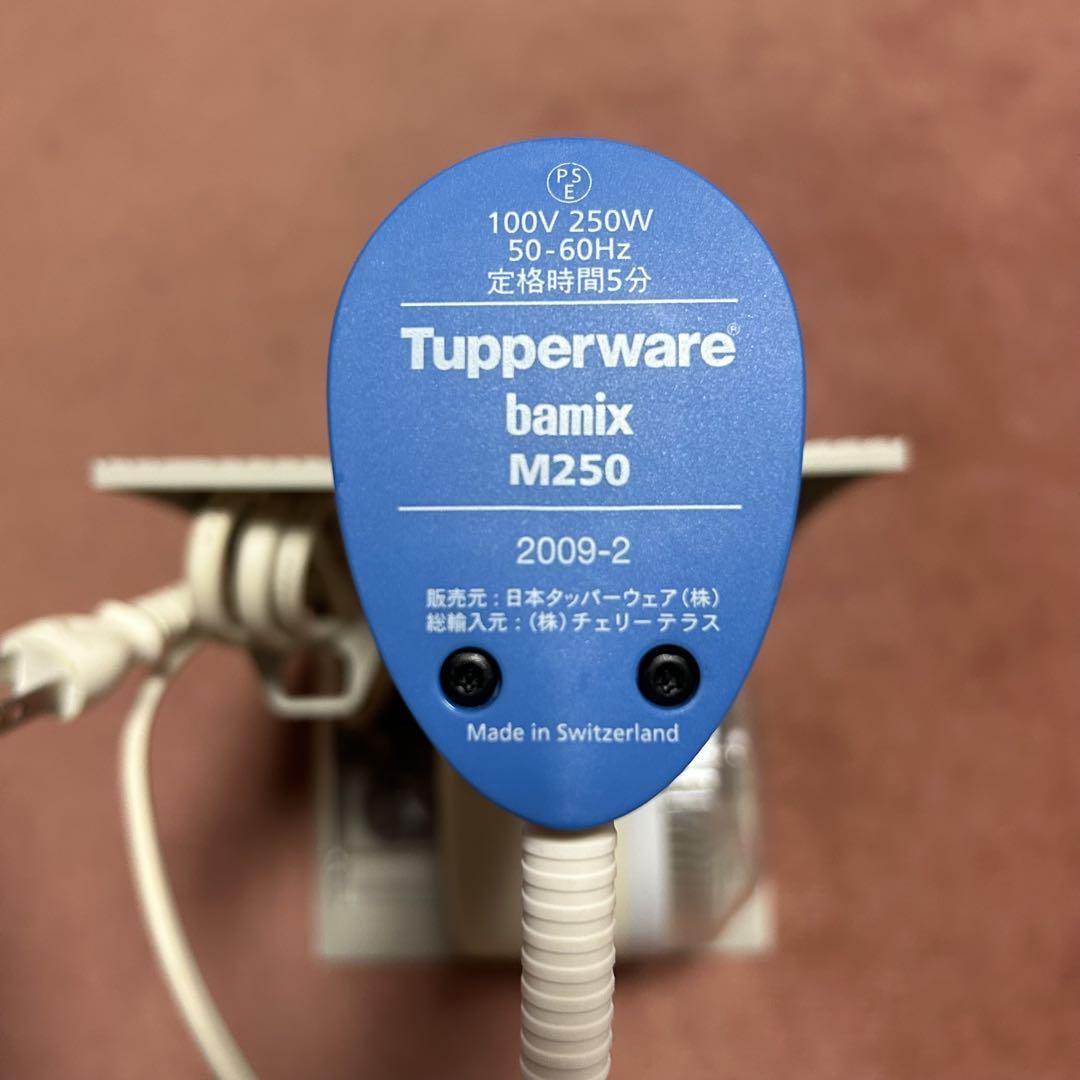 PS
E
100V 250W
50-60Hz
定格時間5分
Tupperware®
bamix
M250
2009-2
販売元：日本タッパーウェア（株）
総輸入元：（株）チェリーテラス
Made in Switzerland